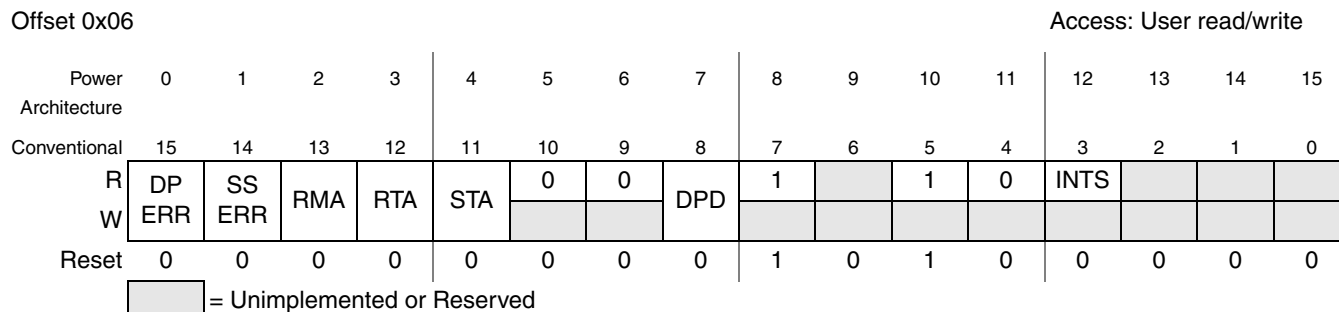 Offset 0x06 Access: User read/write
Power Architecture 0 1 2 3 4 5 6 7 8 9 10 11 12 13 14 15
Conventional 15 14 13 12 11 10 9 8 7 6 5 4 3 2 1 0
R DP ERR SS ERR RMA RTA STA 0 0 DPD 1 1 0 INTS
W
Reset 0 0 0 0 0 0 0 0 1 0 1 0 0 0 0 0
= Unimplemented or Reserved